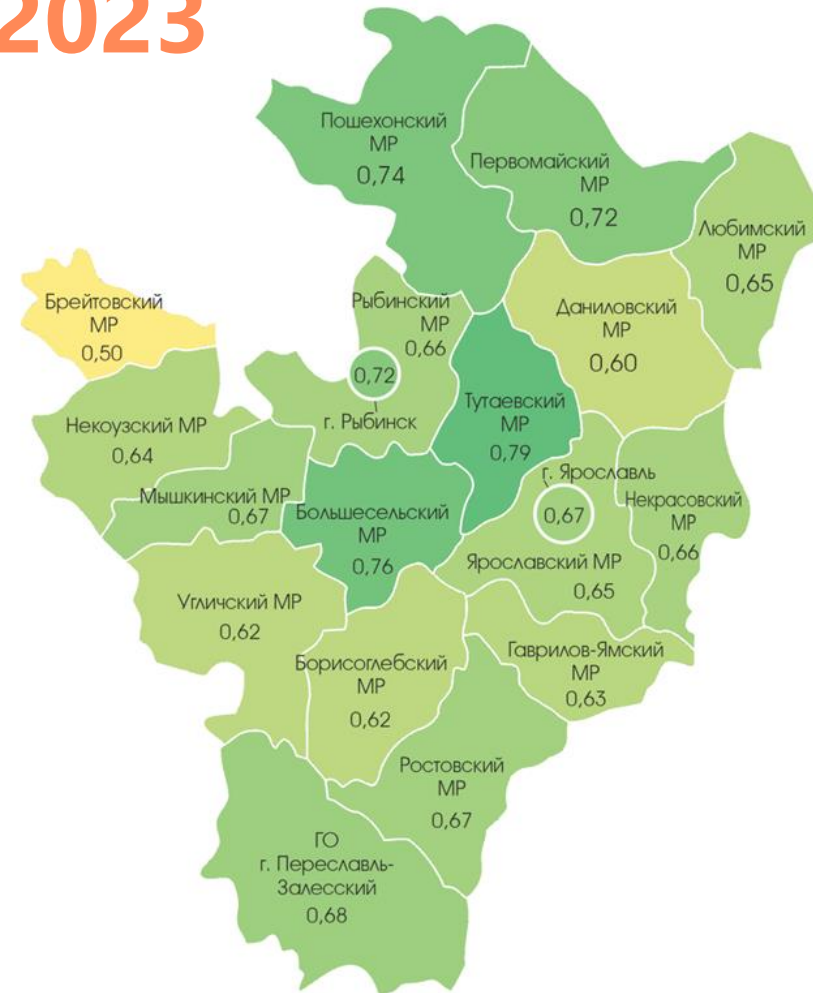 2023
Пошехонский
МР
0,74
Первомайский
МР
0,72
Любимский
МР
0,65
Брейтовский
МР
0,50
Рыбинский
МР
0,66
0,72
г. Рыбинск
Даниловский
МР
0,60
Некоузский МР
0,64
Тутаевский
МР
0,79
Мышкинский МР
0,67
Большесельский
МР
0,76
г. Ярославль
0,67
Некрасовский
МР
0,66
Ярославский МР
0,65
Угличский МР
0,62
Борисоглебский
МР
0,62
Гаврилов-Ямский
МР
0,63
Ростовский
МР
0,67
ГО
г. Переславль-
Залесский
0,68